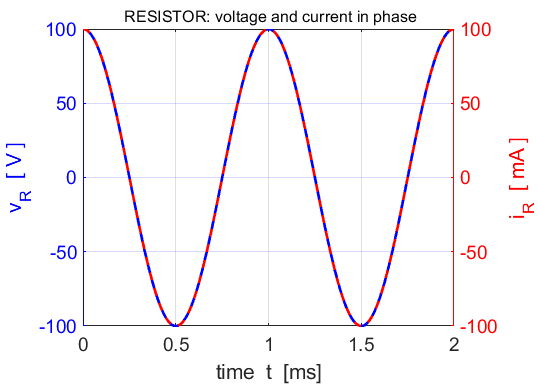 RESISTOR: voltage and current in phase
100
50
0
-50
-100
v_R [ V ]
100
50
0
-50
-100
i_R [ mA ]
0 0.5 1 1.5 2
time t [ms]